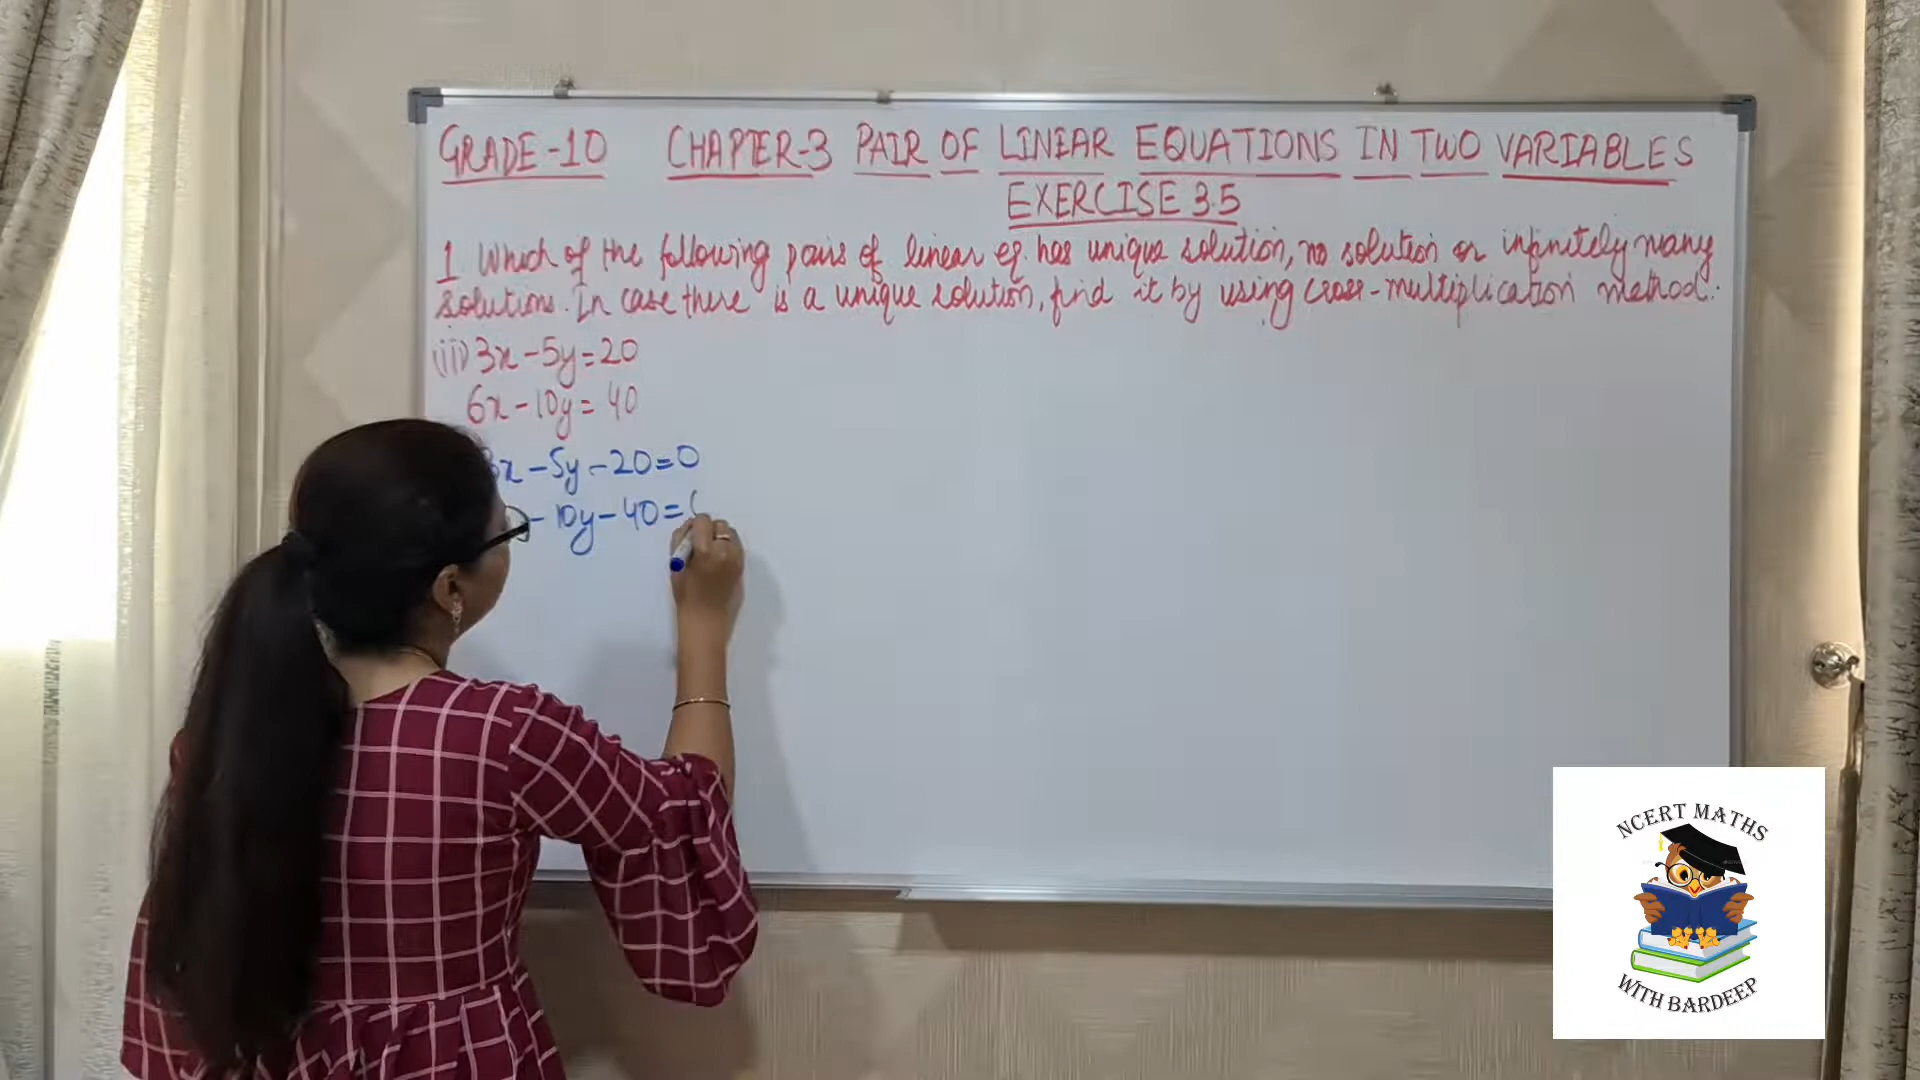 GRADE-10 CHAPTER-3 PAIR OF LINEAR EQUATIONS IN TWO VARIABLES
EXERCISE 3.5
1 Which of the following pairs of linear eq. has unique solution, no solution or infinitely many
solutions. In case there is a unique solution, find it by using cross-multiplication method.
(iii) 3x - 5y = 20
6x - 10y = 40
3x - 5y - 20 = 0
- 10y - 40 =
NCERT MATHS
WITH BARDEEP